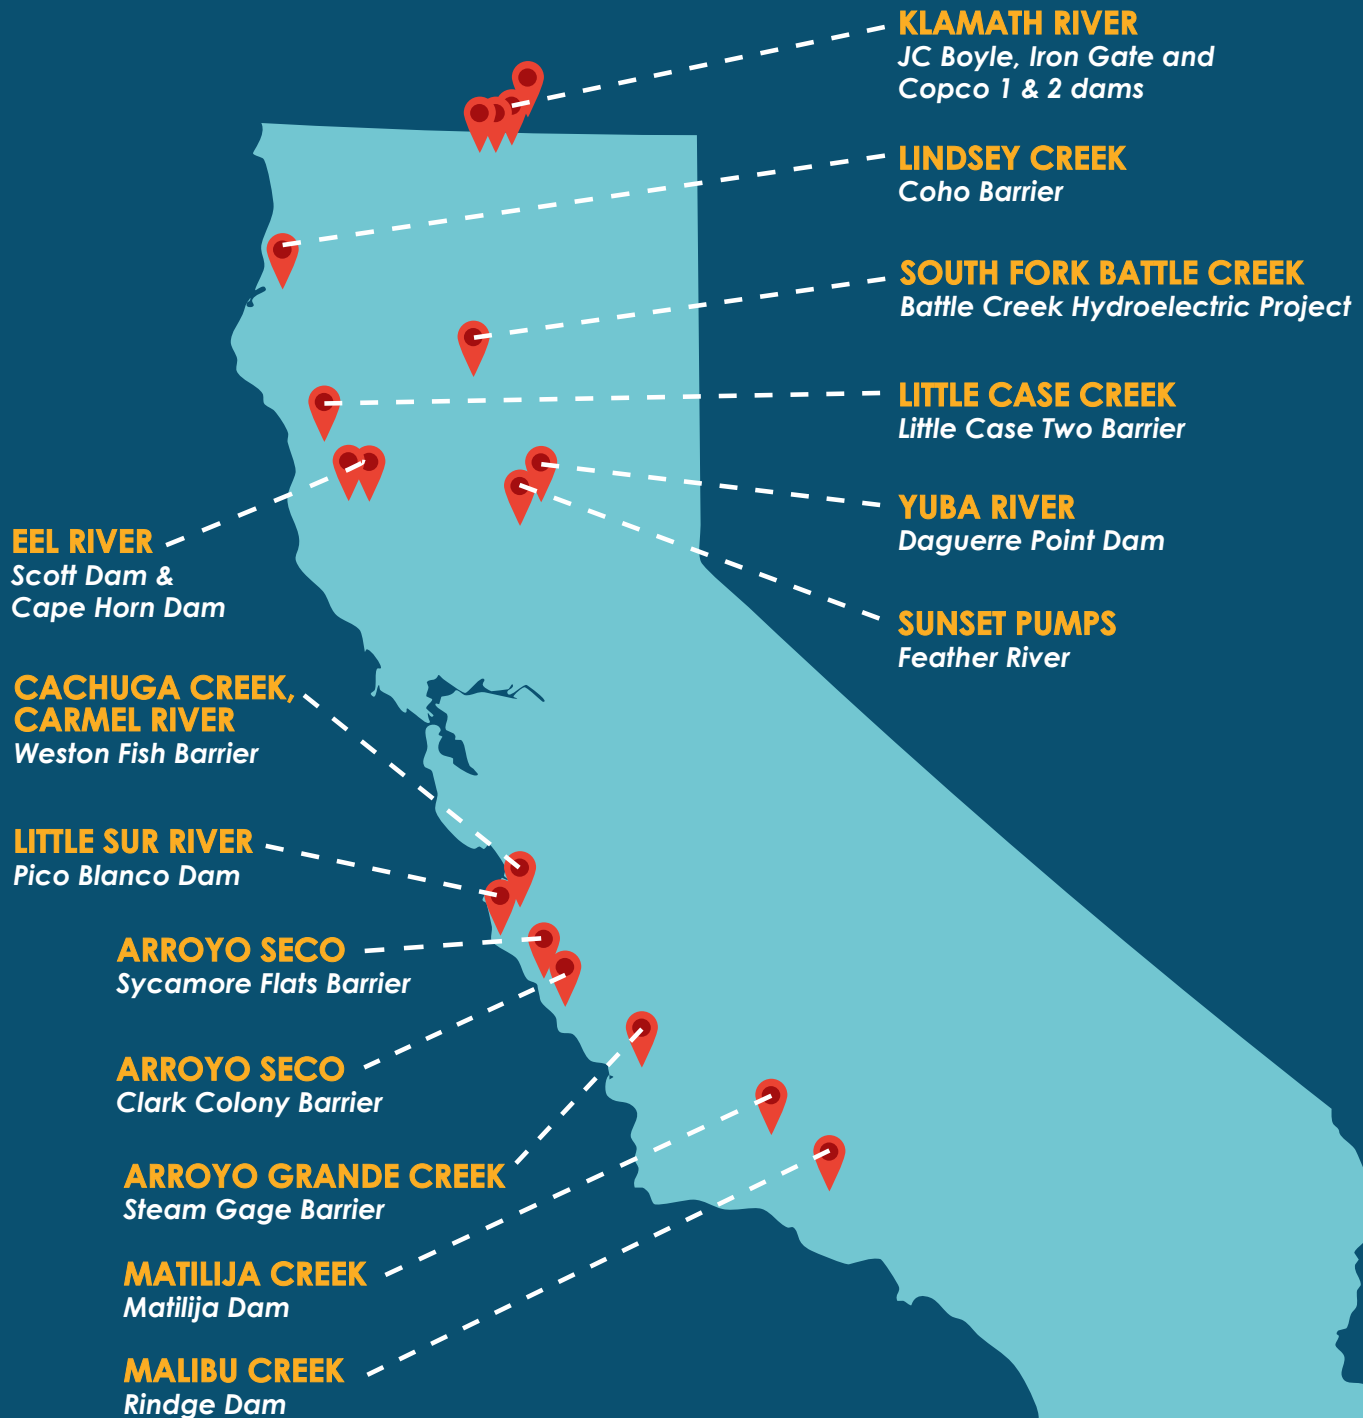 KLAMATH RIVER
JC Boyle, Iron Gate and
Copco 1 & 2 dams
LINDSEY CREEK
Coho Barrier
SOUTH FORK BATTLE CREEK
Battle Creek Hydroelectric Project
LITTLE CASE CREEK
Little Case Two Barrier
YUBA RIVER
Daguerre Point Dam
SUNSET PUMPS
Feather River
EEL RIVER
Scott Dam &
Cape Horn Dam
CACHUGA CREEK,
CARMEL RIVER
Weston Fish Barrier
LITTLE SUR RIVER
Pico Blanco Dam
ARROYO SECO
Sycamore Flats Barrier
ARROYO SECO
Clark Colony Barrier
ARROYO GRANDE CREEK
Steam Gage Barrier
MATILIJA CREEK
Matilija Dam
MALIBU CREEK
Rindge Dam